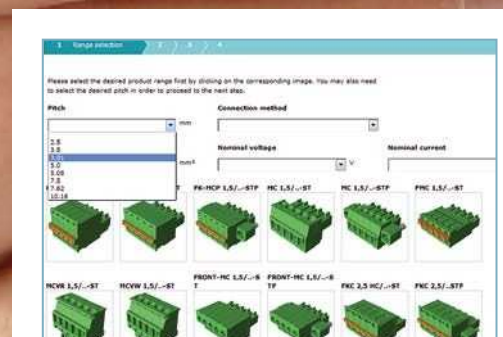 1 Range selection 2 3 4
Please select the desired product range first by clicking on the corresponding image. You may also need
to select the desired pitch in order to proceed to the next step.
Pitch Connection method
mm
2.5
3.5
3.81
5.0
5.08
7.5
7.62
10.16
Nominal voltage Nominal current
mm² V
T FK-MCP 1,5/..-STF MC 1,5/..-ST MC 1,5/..-STF FMC 1,5/..-ST
MCVR 1,5/..-ST MCVW 1,5/..-ST FRONT-MC 1,5/..-S
T FRONT-MC 1,5/..-S
TF FKC 2,5 HC/..-ST FKC 2,5/..-STF